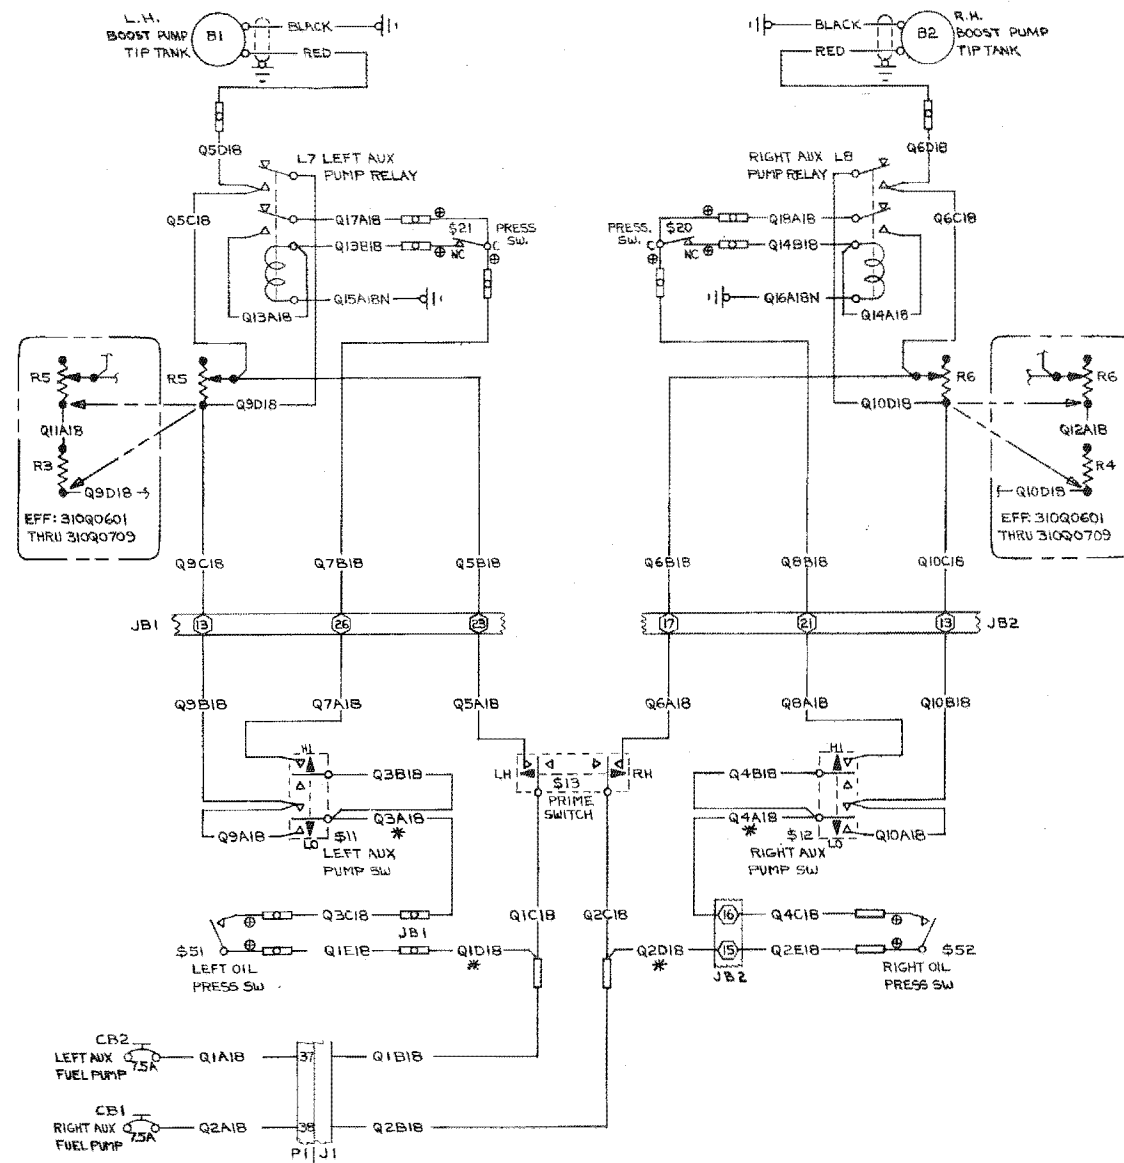 L.H.
BOOST PUMP
TIP TANK
B1
BLACK
RED
BLACK
RED
B2
R.H.
BOOST PUMP
TIP TANK
Q5D18
L7 LEFT AUX
PUMP RELAY
RIGHT AUX L8
PUMP RELAY
Q6D18
Q5C18
Q17A18
S21
PRESS
SW.
Q13B18
NC
C
Q15A18N
Q13A18
PRESS.
SW.
S20
C
NC
Q18A18
Q14B18
Q16A18N
Q14A18
Q6C18
R5
R5
Q9D18
Q11A18
R3
Q9D18
EFF: 310Q0601
THRU 310Q0709
R6
R6
Q10D18
Q12A18
R4
Q10D18
EFF: 310Q0601
THRU 310Q0709
Q9C18
Q7B18
Q5B18
Q6B18
Q8B18
Q10C18
JB1
13
26
17
21
13
JB2
Q9B18
Q7A18
Q5A18
Q6A18
Q8A18
Q10B18
HI
Q3B18
LH
S13
RH
PRIME
SWITCH
Q4B18
HI
Q9A18
LO
S11
Q3A18
*
LEFT AUX
PUMP SW
Q4A18
*
S12
LO
Q10A18
RIGHT AUX
PUMP SW
Q3C18
JB1
Q1C18
Q2C18
16
Q4C18
S51
Q1E18
Q1D18
*
LEFT OIL
PRESS SW
Q2D18
*
15
JB2
Q2E18
S52
RIGHT OIL
PRESS SW
CB2
LEFT AUX
FUEL PUMP
7.5A
Q1A18
37
Q1B18
CB1
RIGHT AUX
FUEL PUMP
7.5A
Q2A18
38
Q2B18
P1 J1